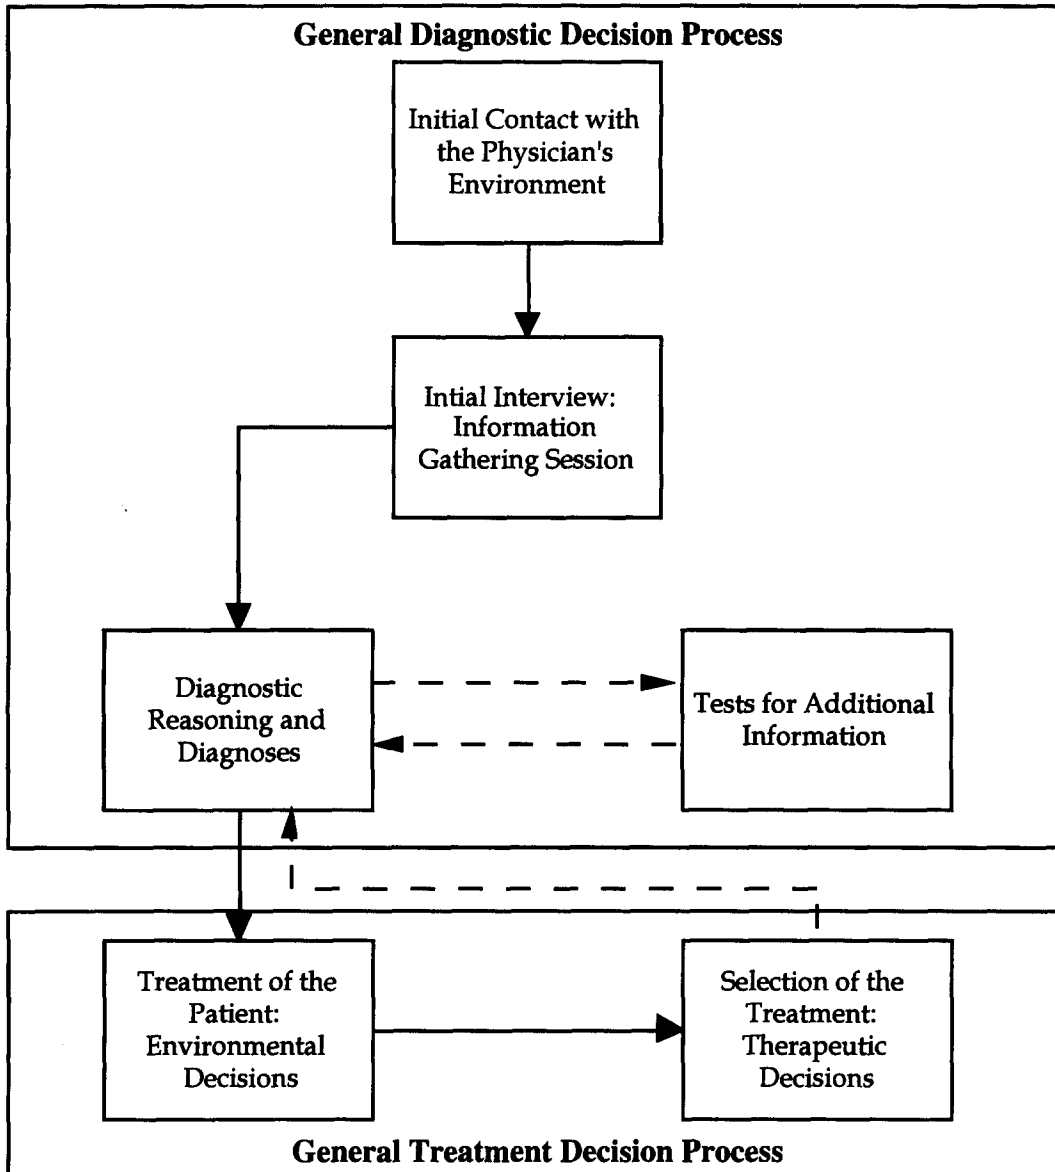 General Diagnostic Decision Process
Initial Contact with
the Physician's
Environment
Intial Interview:
Information
Gathering Session
Diagnostic
Reasoning and
Diagnoses
Tests for Additional
Information
Treatment of the
Patient:
Environmental
Decisions
Selection of the
Treatment:
Therapeutic
Decisions
General Treatment Decision Process